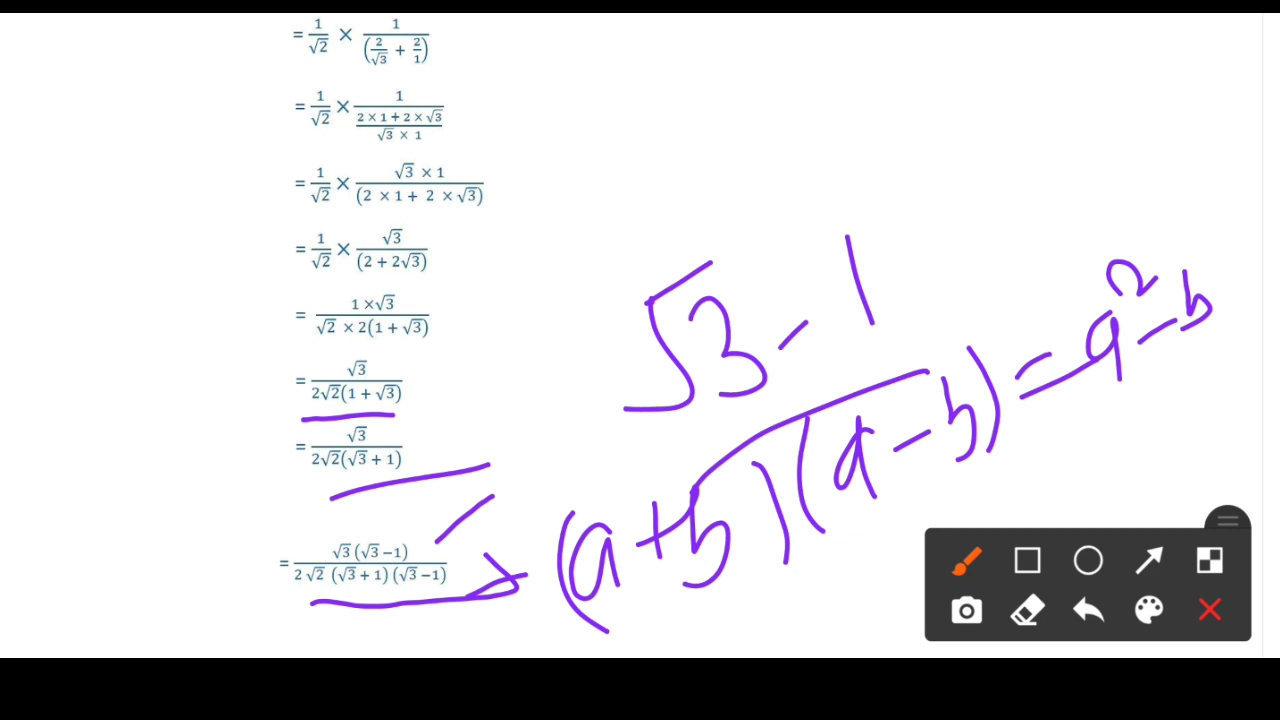 = 1/√2 × 1/(2/√3 + 2/1)
= 1/√2 × 1/((2 × 1 + 2 × √3)/(√3 × 1))
= 1/√2 × (√3 × 1)/(2 × 1 + 2 × √3)
= 1/√2 × √3/(2 + 2√3)
= (1 × √3)/(√2 × 2(1 + √3))
= √3/(2√2(1 + √3))
= √3/(2√2(√3 + 1))
= √3 (√3 − 1)/(2 √2 (√3 + 1) (√3 − 1))
√3 - 1
(a+b)(a-b) = a² - b